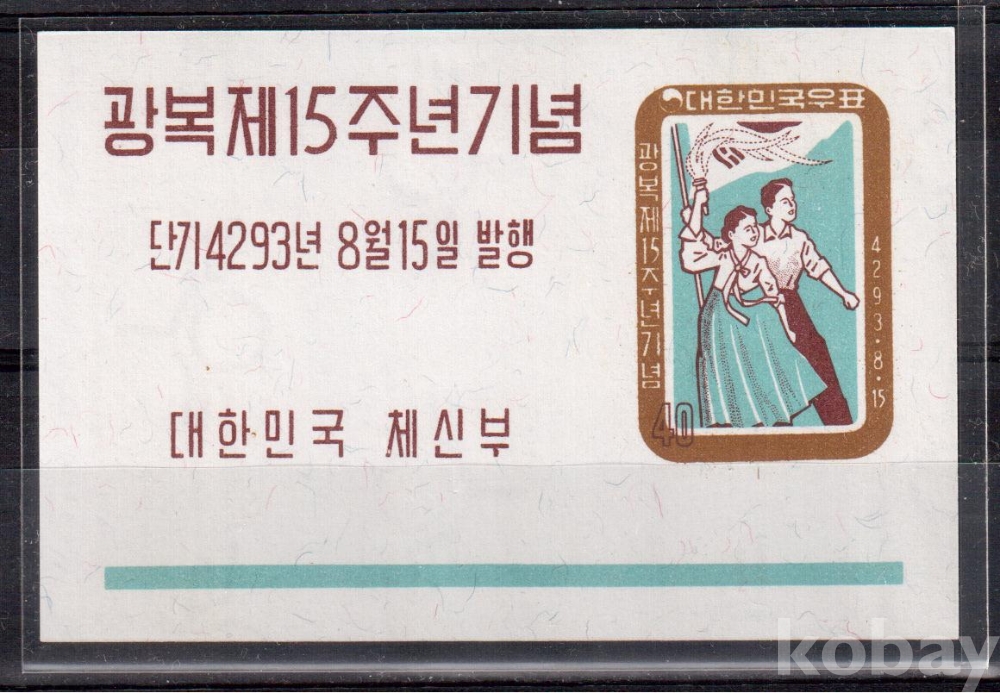 광복제15주년기념
단기4293년 8월15일 발행
대한민국 체신부
대한민국우표
광복제15주년기념
4293·8·15
40
kobay